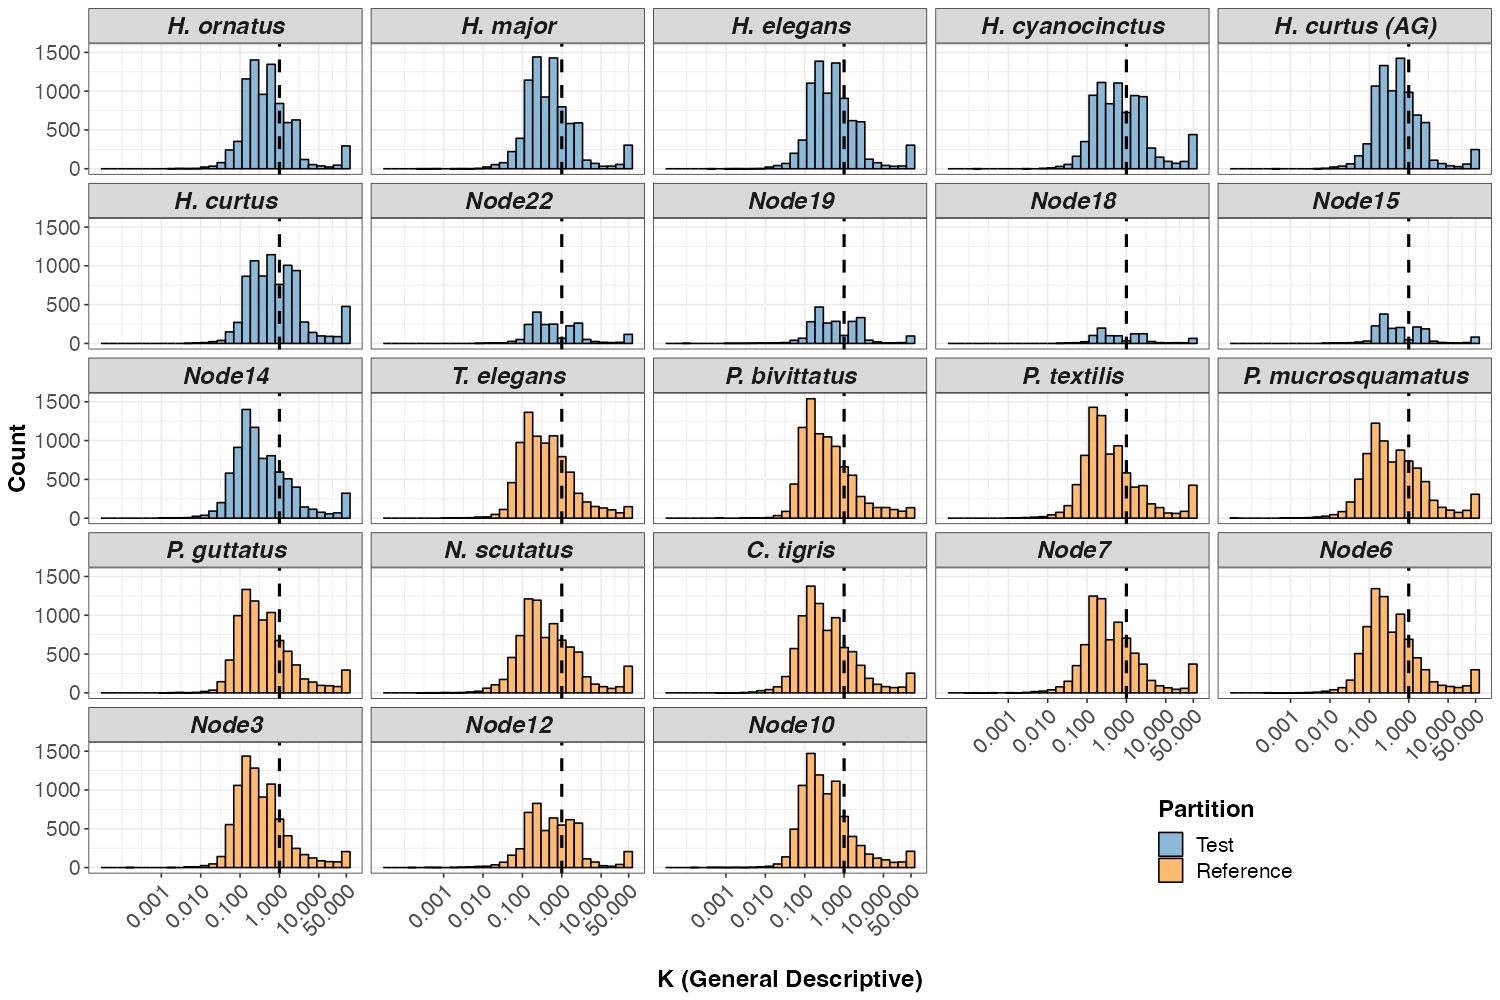 H. ornatus H. major H. elegans H. cyanocinctus H. curtus (AG)
1500
1000
500
0
H. curtus Node22 Node19 Node18 Node15
1500
1000
500
0
Node14 T. elegans P. bivittatus P. textilis P. mucrosquamatus
1500
1000
500
0
Count
P. guttatus N. scutatus C. tigris Node7 Node6
1500
1000
500
0
0.001 0.010 0.100 1.000 10.000 50.000 0.001 0.010 0.100 1.000 10.000 50.000
Node3 Node12 Node10
1500
1000
500
0
0.001 0.010 0.100 1.000 10.000 50.000 0.001 0.010 0.100 1.000 10.000 50.000 0.001 0.010 0.100 1.000 10.000 50.000
Partition
Test
Reference
K (General Descriptive)